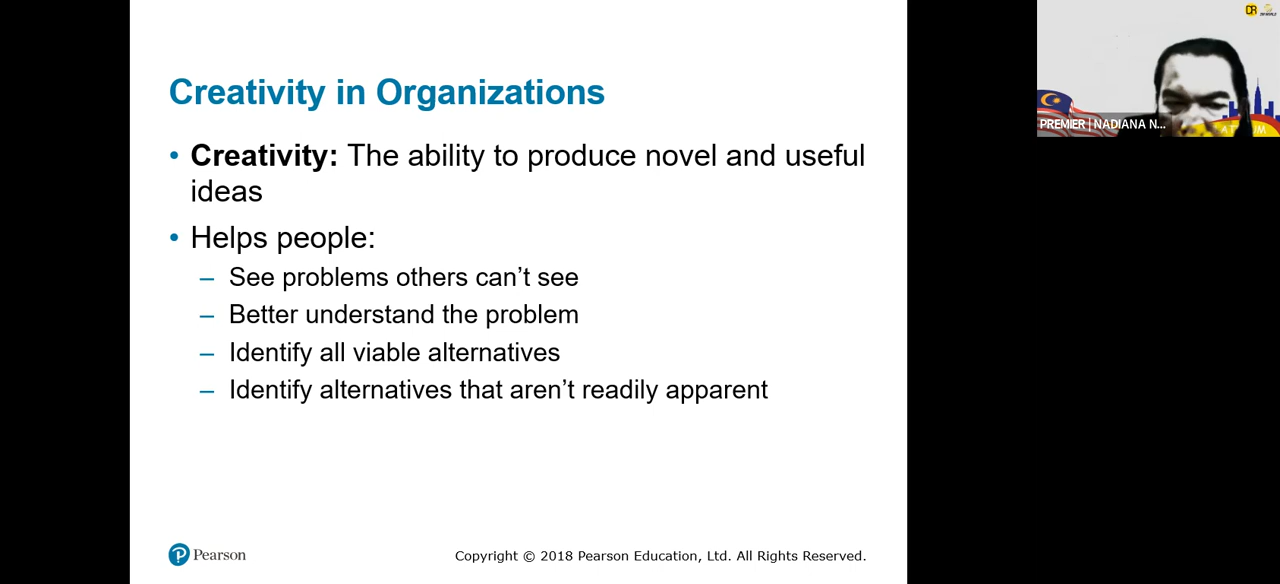 Creativity in Organizations
• Creativity: The ability to produce novel and useful
ideas
• Helps people:
– See problems others can’t see
– Better understand the problem
– Identify all viable alternatives
– Identify alternatives that aren’t readily apparent
Pearson
Copyright © 2018 Pearson Education, Ltd. All Rights Reserved.
DR
PREMIER | NADIANA N...